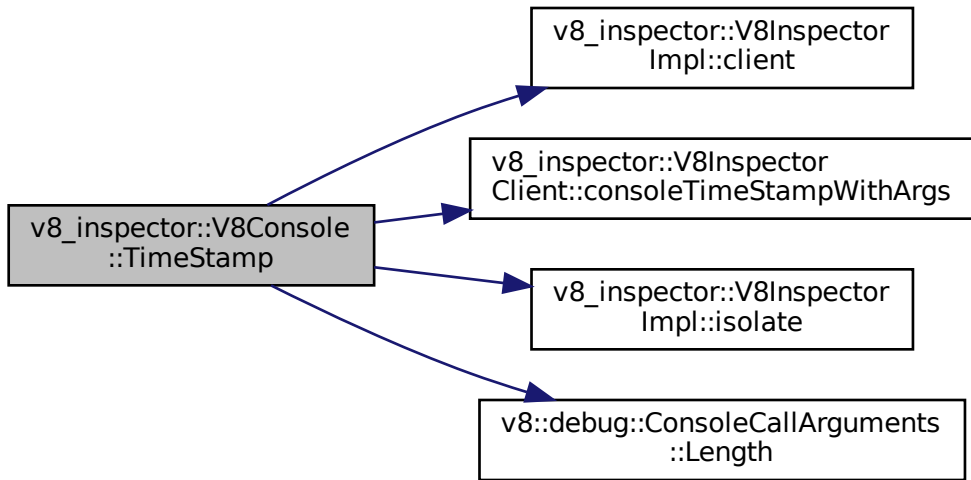 v8_inspector::V8Inspector
Impl::client
v8_inspector::V8Inspector
Client::consoleTimeStampWithArgs
v8_inspector::V8Console
::TimeStamp
v8_inspector::V8Inspector
Impl::isolate
v8::debug::ConsoleCallArguments
::Length